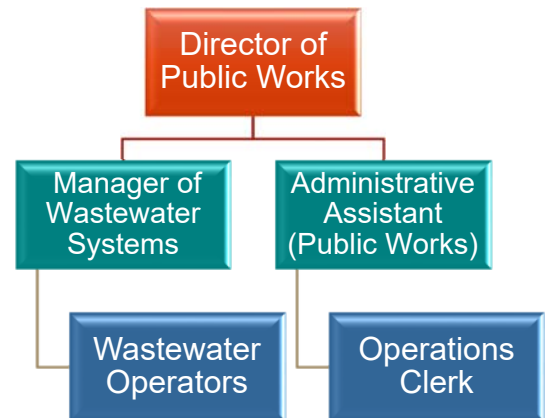 Director of
Public Works
Manager of
Wastewater
Systems
Administrative
Assistant
(Public Works)
Wastewater
Operators
Operations
Clerk